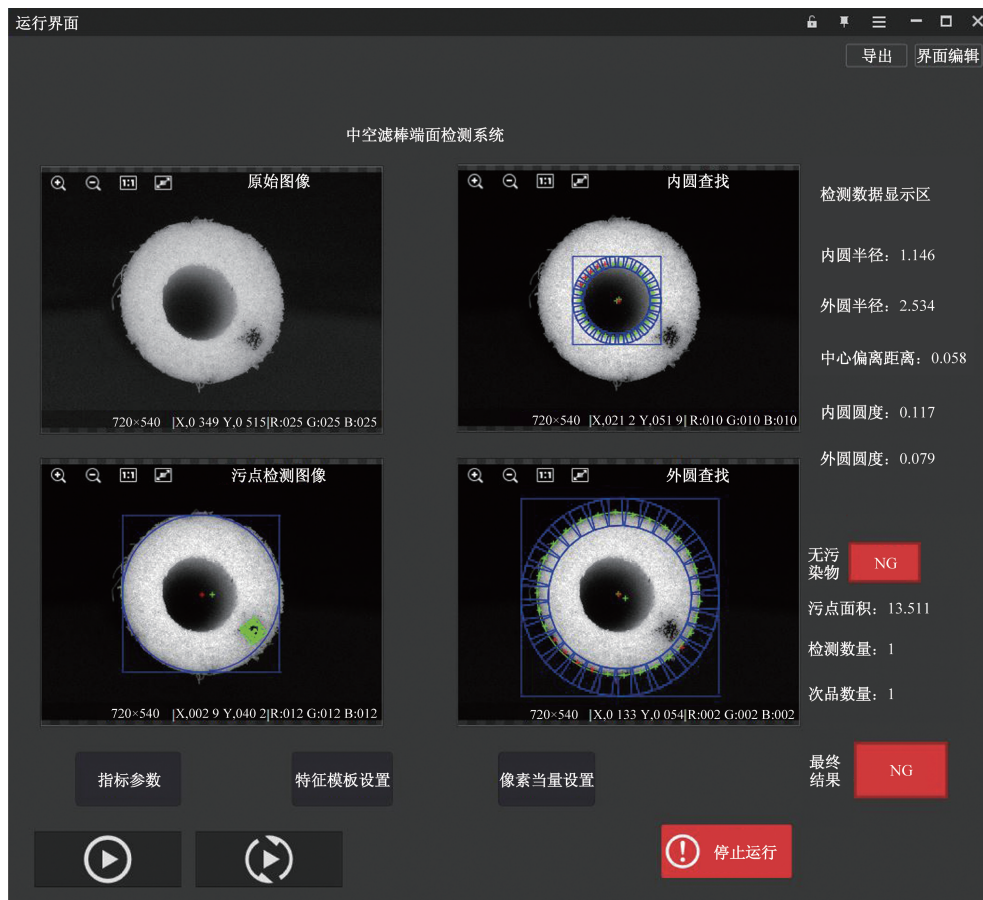 运行界面
导出 界面编辑
中空滤棒端面检测系统
1:1 原始图像
720×540 |X,0 349 Y,0 515|R:025 G:025 B:025
1:1 内圆查找
720×540 |X,021 2 Y,051 9| R:010 G:010 B:010
检测数据显示区
内圆半径：1.146
外圆半径：2.534
中心偏离距离：0.058
内圆圆度：0.117
外圆圆度：0.079
1:1 污点检测图像
720×540 |X,002 9 Y,040 2|R:012 G:012 B:012
1:1 外圆查找
720×540 |X,0 133 Y,0 054|R:002 G:002 B:002
无污
染物
NG
污点面积：13.511
检测数量：1
次品数量：1
最终
结果
NG
指标参数
特征模板设置
像素当量设置
停止运行